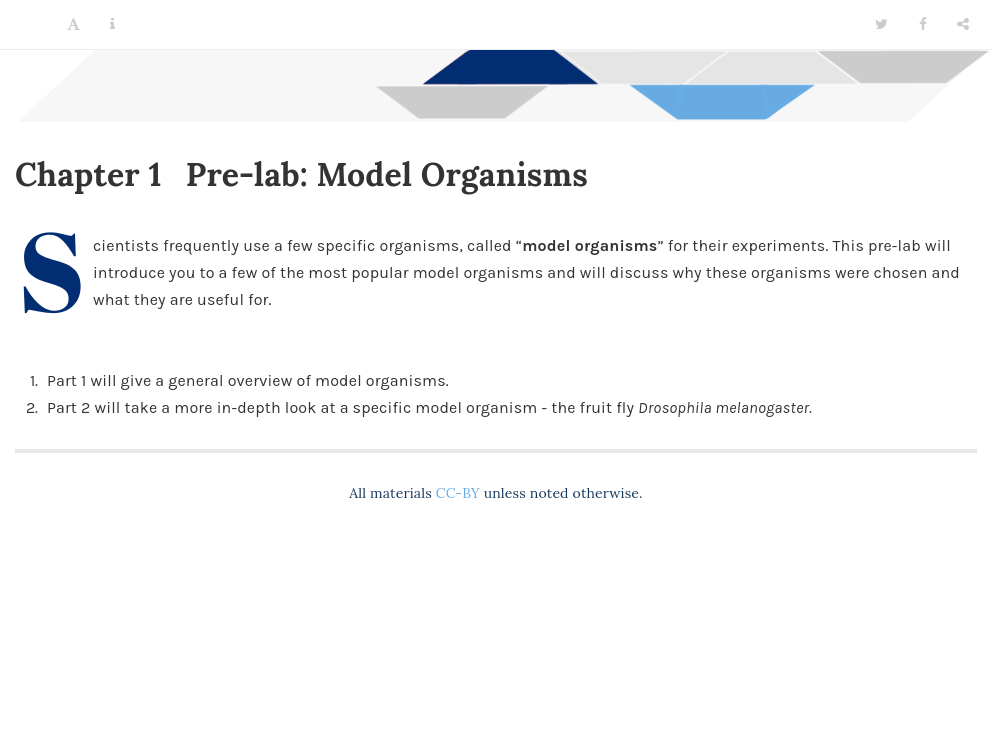 A i
Chapter 1 Pre-lab: Model Organisms
Scientists frequently use a few specific organisms, called “model organisms” for their experiments. This pre-lab will
introduce you to a few of the most popular model organisms and will discuss why these organisms were chosen and
what they are useful for.
1. Part 1 will give a general overview of model organisms.
2. Part 2 will take a more in-depth look at a specific model organism - the fruit fly Drosophila melanogaster.
All materials CC-BY unless noted otherwise.